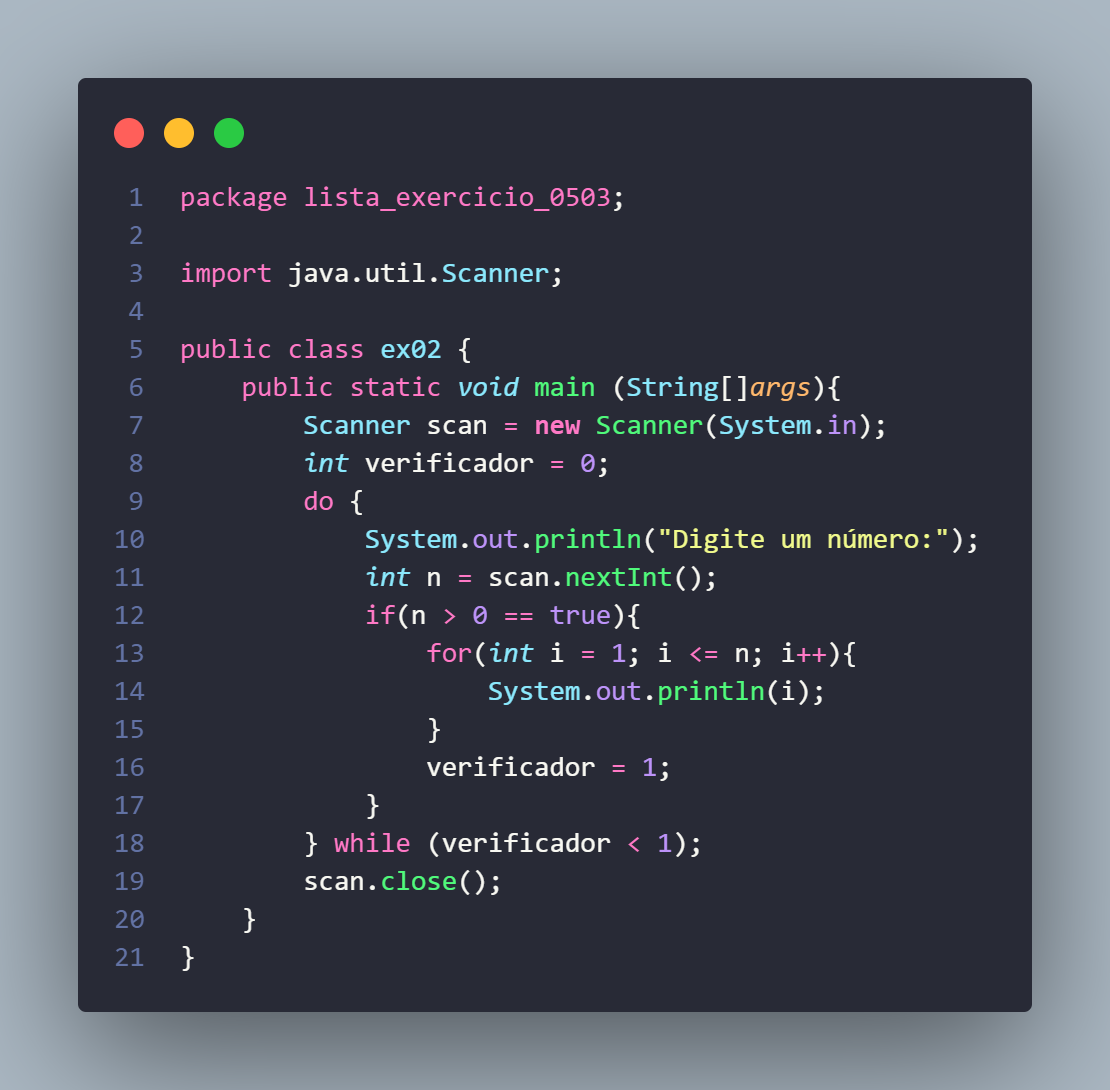 1 package lista_exercicio_0503;
2
3 import java.util.Scanner;
4
5 public class ex02 {
6     public static void main (String[]args){
7         Scanner scan = new Scanner(System.in);
8         int verificador = 0;
9         do {
10             System.out.println("Digite um número:");
11             int n = scan.nextInt();
12             if(n > 0 == true){
13                 for(int i = 1; i <= n; i++){
14                     System.out.println(i);
15                 }
16                 verificador = 1;
17             }
18         } while (verificador < 1);
19         scan.close();
20     }
21 }